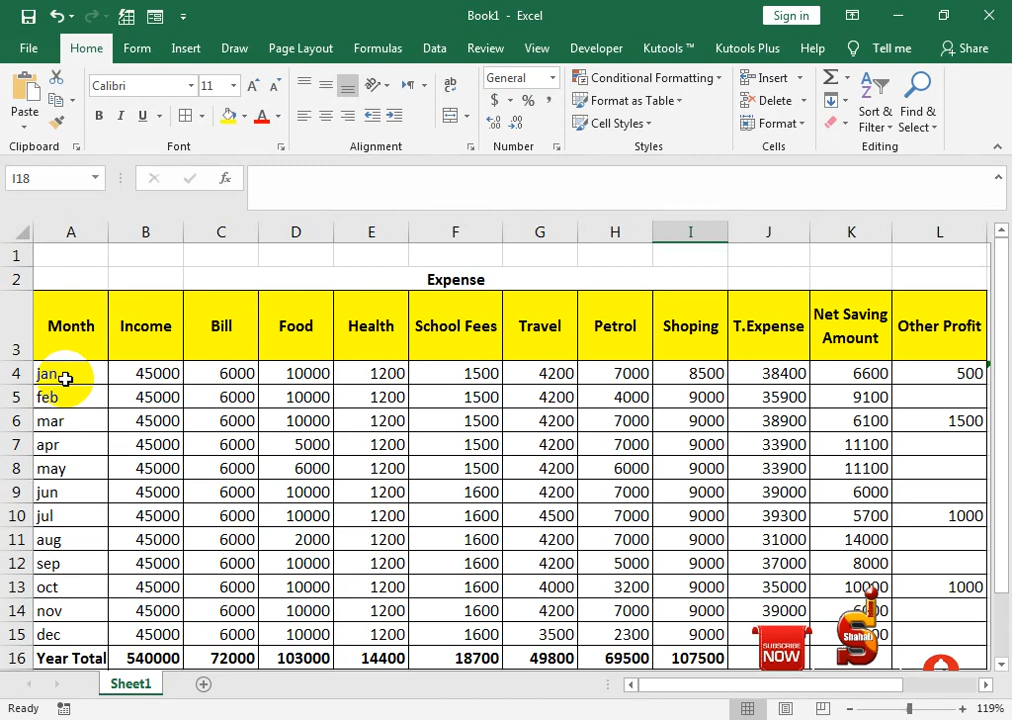 Book1 - Excel
Sign in
File Home Form Insert Draw Page Layout Formulas Data Review View Developer Kutools ™ Kutools Plus Help Tell me Share
Paste
Calibri 11
B I U
ab
c
General
$ % ,
Conditional Formatting
Format as Table
Cell Styles
Insert
Delete
Format
Sort & Filter
Find & Select
Clipboard Font Alignment Number Styles Cells Editing
I18 fx
A B C D E F G H I J K L
1
2 Expense
3 Month Income Bill Food Health School Fees Travel Petrol Shoping T.Expense Net Saving Amount Other Profit
4 jan 45000 6000 10000 1200 1500 4200 7000 8500 38400 6600 500
5 feb 45000 6000 10000 1200 1500 4200 4000 9000 35900 9100
6 mar 45000 6000 10000 1200 1500 4200 7000 9000 38900 6100 1500
7 apr 45000 6000 5000 1200 1500 4200 7000 9000 33900 11100
8 may 45000 6000 6000 1200 1500 4200 6000 9000 33900 11100
9 jun 45000 6000 10000 1200 1600 4200 7000 9000 39000 6000
10 jul 45000 6000 10000 1200 1600 4500 7000 9000 39300 5700 1000
11 aug 45000 6000 2000 1200 1600 4200 7000 9000 31000 14000
12 sep 45000 6000 10000 1200 1600 4200 5000 9000 37000 8000
13 oct 45000 6000 10000 1200 1600 4000 3200 9000 35000 10000 1000
14 nov 45000 6000 10000 1200 1600 4200 7000 9000 39000
15 dec 45000 6000 10000 1200 1600 3500 2300 9000
16 Year Total 540000 72000 103000 14400 18700 49800 69500 107500
SUBSCRIBE
NOW
Shahab
Sheet1
Ready 119%